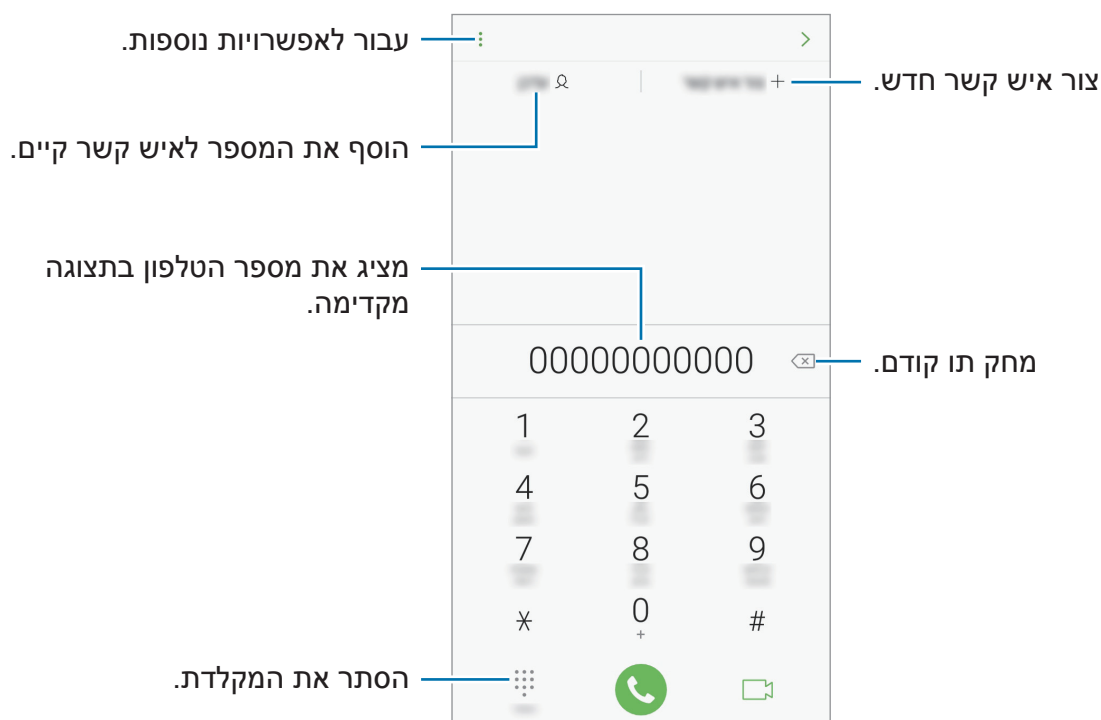 עבור לאפשרויות נוספות.
צור איש קשר חדש.
הוסף את המספר לאיש קשר קיים.
מציג את מספר הטלפון בתצוגה
מקדימה.
00000000000
מחק תו קודם.
1 2 3
4 5 6
7 8 9
* 0 #
+
הסתר את המקלדת.